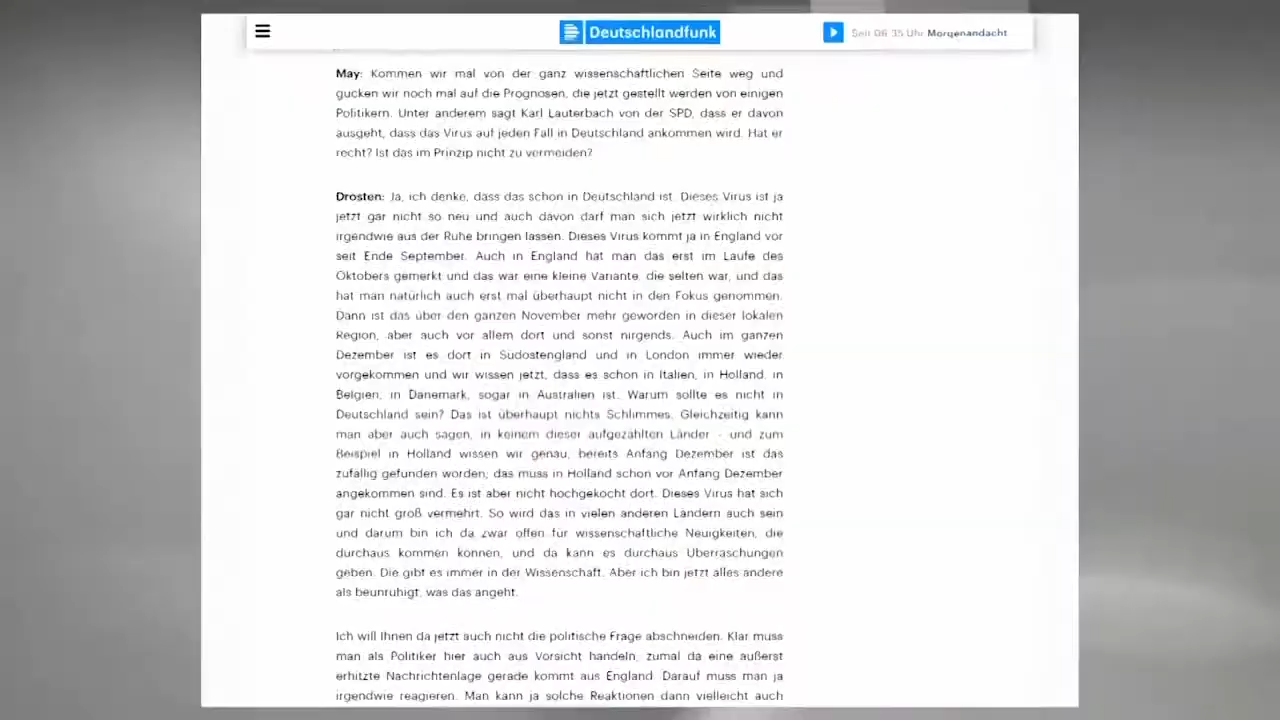 Deutschlandfunk
Seit 06:35 Uhr Morgenandacht
May: Kommen wir mal von der ganz wissenschaftlichen Seite weg und
gucken wir noch mal auf die Prognosen, die jetzt gestellt werden von einigen
Politikern. Unter anderem sagt Karl Lauterbach von der SPD, dass er davon
ausgeht, dass das Virus auf jeden Fall in Deutschland ankommen wird. Hat er
recht? Ist das im Prinzip nicht zu vermeiden?
Drosten: Ja, ich denke, dass das schon in Deutschland ist. Dieses Virus ist ja
jetzt gar nicht so neu und auch davon darf man sich jetzt wirklich nicht
irgendwie aus der Ruhe bringen lassen. Dieses Virus kommt ja in England vor
seit Ende September. Auch in England hat man das erst im Laufe des
Oktobers gemerkt und das war eine kleine Variante, die selten war, und das
hat man natürlich auch erst mal überhaupt nicht in den Fokus genommen.
Dann ist das über den ganzen November mehr geworden in dieser lokalen
Region, aber auch vor allem dort und sonst nirgends. Auch im ganzen
Dezember ist es dort in Südostengland und in London immer wieder
vorgekommen und wir wissen jetzt, dass es schon in Italien, in Holland, in
Belgien, in Dänemark, sogar in Australien ist. Warum sollte es nicht in
Deutschland sein? Das ist überhaupt nichts Schlimmes. Gleichzeitig kann
man aber auch sagen, in keinem dieser aufgezählten Länder – und zum
Beispiel in Holland wissen wir genau, bereits Anfang Dezember ist das
zufällig gefunden worden; das muss in Holland schon vor Anfang Dezember
angekommen sind. Es ist aber nicht hochgekocht dort. Dieses Virus hat sich
gar nicht groß vermehrt. So wird das in vielen anderen Ländern auch sein
und darum bin ich da zwar offen für wissenschaftliche Neuigkeiten, die
durchaus kommen können, und da kann es durchaus Überraschungen
geben. Die gibt es immer in der Wissenschaft. Aber ich bin jetzt alles andere
als beunruhigt, was das angeht.
Ich will Ihnen da jetzt auch nicht die politische Frage abschneiden. Klar muss
man als Politiker hier auch aus Vorsicht handeln, zumal da eine äußerst
erhitzte Nachrichtenlage gerade kommt aus England. Darauf muss man ja
irgendwie reagieren. Man kann ja solche Reaktionen dann vielleicht auch